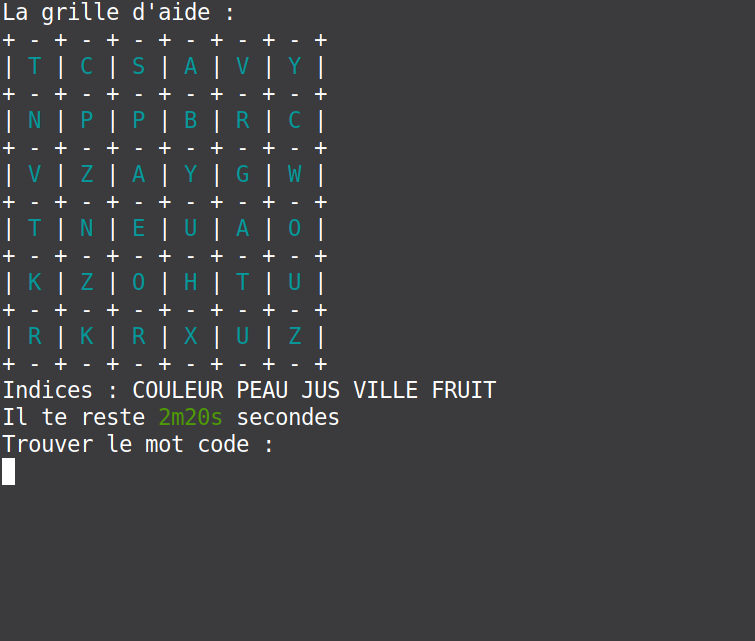 La grille d'aide :
+ - + - + - + - + - + - +
| T | C | S | A | V | Y |
+ - + - + - + - + - + - +
| N | P | P | B | R | C |
+ - + - + - + - + - + - +
| V | Z | A | Y | G | W |
+ - + - + - + - + - + - +
| T | N | E | U | A | O |
+ - + - + - + - + - + - +
| K | Z | O | H | T | U |
+ - + - + - + - + - + - +
| R | K | R | X | U | Z |
+ - + - + - + - + - + - +
Indices : COULEUR PEAU JUS VILLE FRUIT
Il te reste 2m20s secondes
Trouver le mot code :